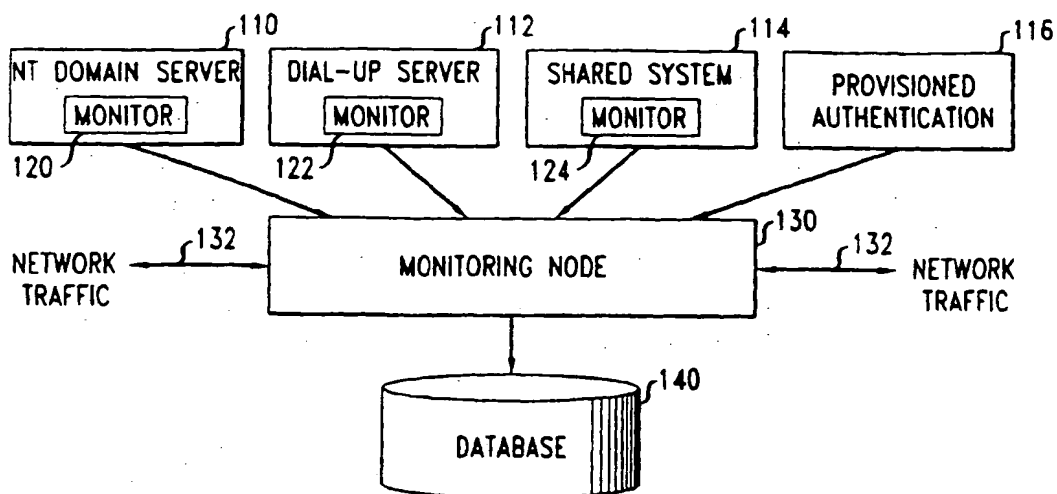 110
112
114
116
NT DOMAIN SERVER
MONITOR
120
DIAL-UP SERVER
MONITOR
122
SHARED SYSTEM
MONITOR
124
PROVISIONED
AUTHENTICATION
130
132
132
NETWORK
TRAFFIC
MONITORING NODE
NETWORK
TRAFFIC
140
DATABASE